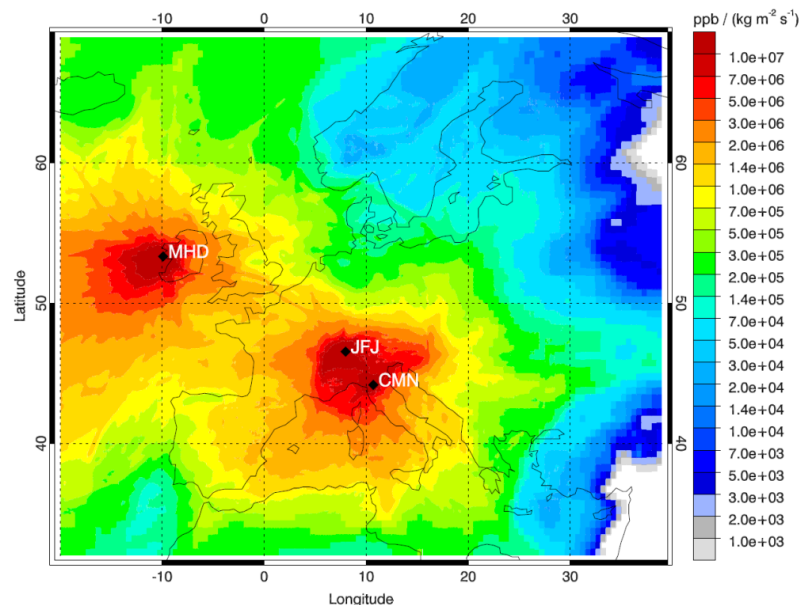 -10 0 10 20 30
ppb / (kg m⁻² s⁻¹)
1.0e+07
7.0e+06
5.0e+06
3.0e+06
2.0e+06
1.4e+06
1.0e+06
7.0e+05
5.0e+05
3.0e+05
2.0e+05
1.4e+05
7.0e+04
5.0e+04
3.0e+04
2.0e+04
1.4e+04
1.0e+04
7.0e+03
5.0e+03
3.0e+03
2.0e+03
1.0e+03
60 60
MHD
Latitude
50 50
JFJ
CMN
40 40
-10 0 10 20 30
Longitude